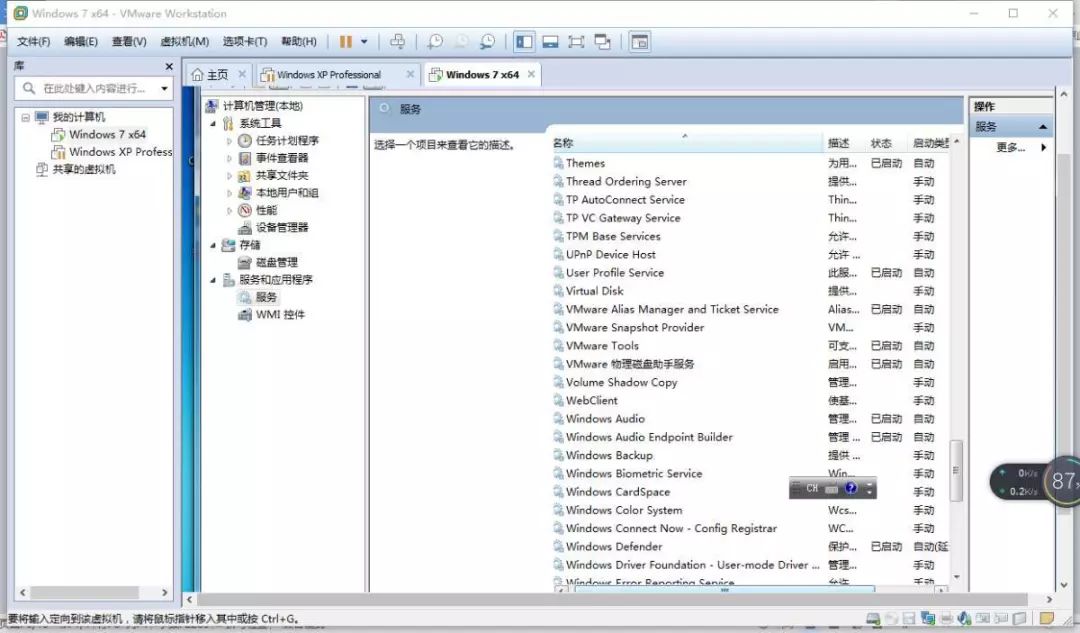 Windows 7 x64 - VMware Workstation
文件(F) 编辑(E) 查看(V) 虚拟机(M) 选项卡(T) 帮助(H)
库
在此处键入内容进行...
我的计算机
Windows 7 x64
Windows XP Profess
共享的虚拟机
主页 Windows XP Professional Windows 7 x64
计算机管理(本地)
系统工具
任务计划程序
事件查看器
共享文件夹
本地用户和组
性能
设备管理器
存储
磁盘管理
服务和应用程序
服务
WMI 控件
服务
选择一个项目来查看它的描述。
名称 描述 状态 启动类型
Themes 为用... 已启动 自动
Thread Ordering Server 提供... 手动
TP AutoConnect Service Thin... 手动
TP VC Gateway Service Thin... 手动
TPM Base Services 允许... 手动
UPnP Device Host 允许 ... 手动
User Profile Service 此服... 已启动 自动
Virtual Disk 提供... 手动
VMware Alias Manager and Ticket Service Alias... 已启动 自动
VMware Snapshot Provider VM... 手动
VMware Tools 可支... 已启动 自动
VMware 物理磁盘助手服务 启用... 已启动 自动
Volume Shadow Copy 管理... 手动
WebClient 使基... 手动
Windows Audio 管理... 已启动 自动
Windows Audio Endpoint Builder 管理 ... 已启动 自动
Windows Backup 提供 ... 手动
Windows Biometric Service Win... 手动
Windows CardSpace 手动
Windows Color System Wcs... 手动
Windows Connect Now - Config Registrar WC... 手动
Windows Defender 保护... 已启动 自动(延
Windows Driver Foundation - User-mode Driver ... 管理... 手动
Windows Error Reporting Service 允许 手动
操作
服务
更多...
CH
0K/s
0.2K/s
87
要将输入定向到该虚拟机，请将鼠标指针移入其中或按 Ctrl+G。